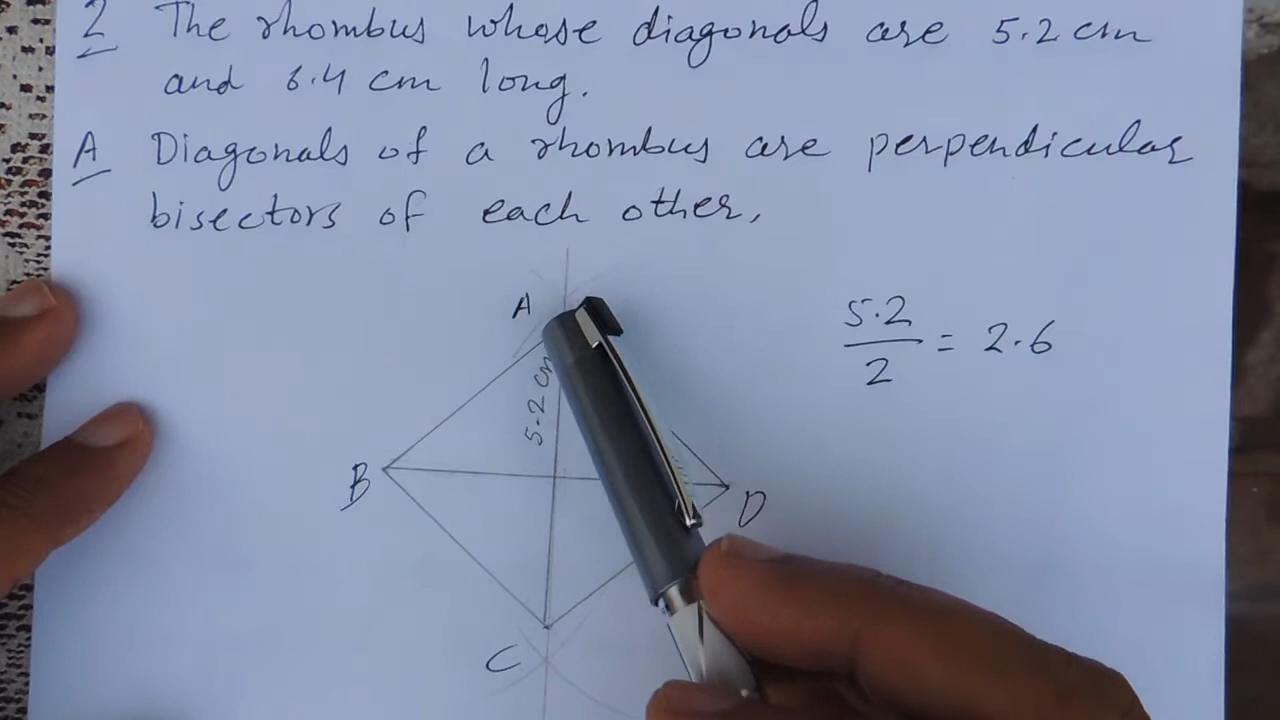 2 The rhombus whose diagonals are 5.2 cm
and 6.4 cm long.
A Diagonals of a rhombus are perpendicular
bisectors of each other,
A
5.2 cm
5.2
2
= 2.6
B
D
C